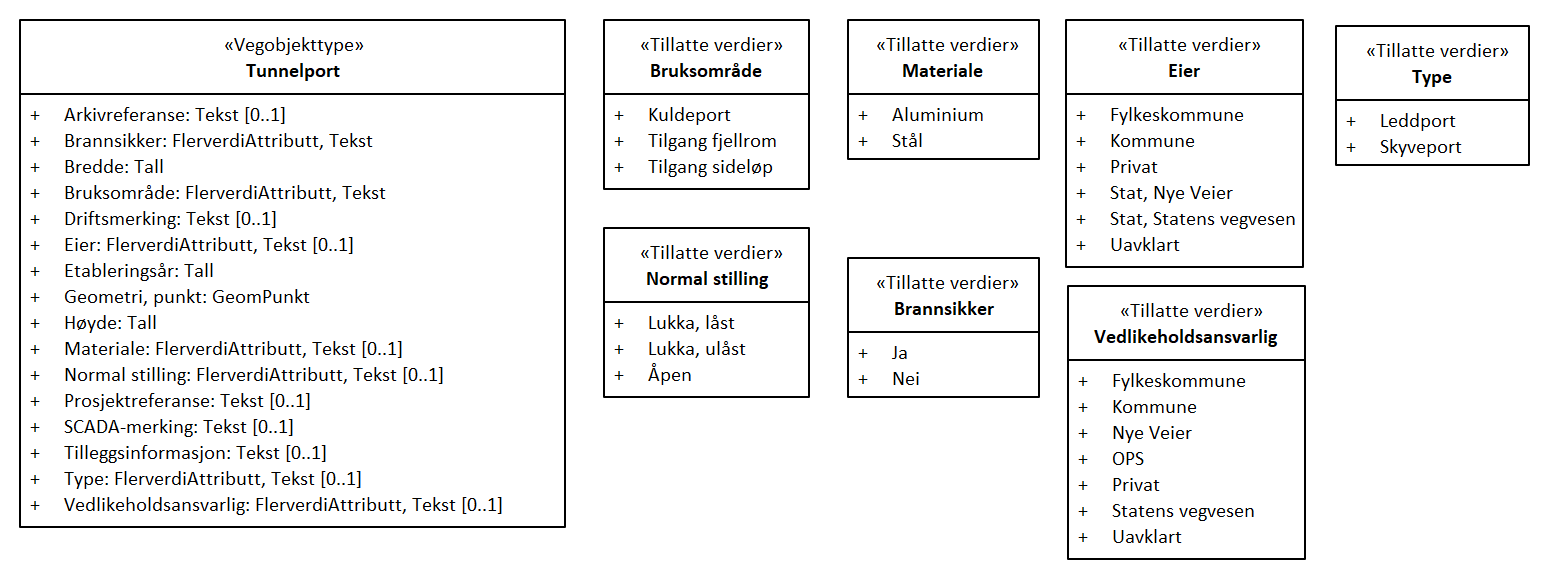 «Vegobjekttype»
Tunnelport
+ Arkivreferanse: Tekst [0..1]
+ Brannsikker: FlerverdiAttributt, Tekst
+ Bredde: Tall
+ Bruksområde: FlerverdiAttributt, Tekst
+ Driftsmerking: Tekst [0..1]
+ Eier: FlerverdiAttributt, Tekst [0..1]
+ Etableringsår: Tall
+ Geometri, punkt: GeomPunkt
+ Høyde: Tall
+ Materiale: FlerverdiAttributt, Tekst [0..1]
+ Normal stilling: FlerverdiAttributt, Tekst [0..1]
+ Prosjektreferanse: Tekst [0..1]
+ SCADA-merking: Tekst [0..1]
+ Tilleggsinformasjon: Tekst [0..1]
+ Type: FlerverdiAttributt, Tekst [0..1]
+ Vedlikeholdsansvarlig: FlerverdiAttributt, Tekst [0..1]
«Tillatte verdier»
Bruksområde
+ Kuldeport
+ Tilgang fjellrom
+ Tilgang sideløp
«Tillatte verdier»
Normal stilling
+ Lukka, låst
+ Lukka, ulåst
+ Åpen
«Tillatte verdier»
Materiale
+ Aluminium
+ Stål
«Tillatte verdier»
Brannsikker
+ Ja
+ Nei
«Tillatte verdier»
Eier
+ Fylkeskommune
+ Kommune
+ Privat
+ Stat, Nye Veier
+ Stat, Statens vegvesen
+ Uavklart
«Tillatte verdier»
Vedlikeholdsansvarlig
+ Fylkeskommune
+ Kommune
+ Nye Veier
+ OPS
+ Privat
+ Statens vegvesen
+ Uavklart
«Tillatte verdier»
Type
+ Leddport
+ Skyveport